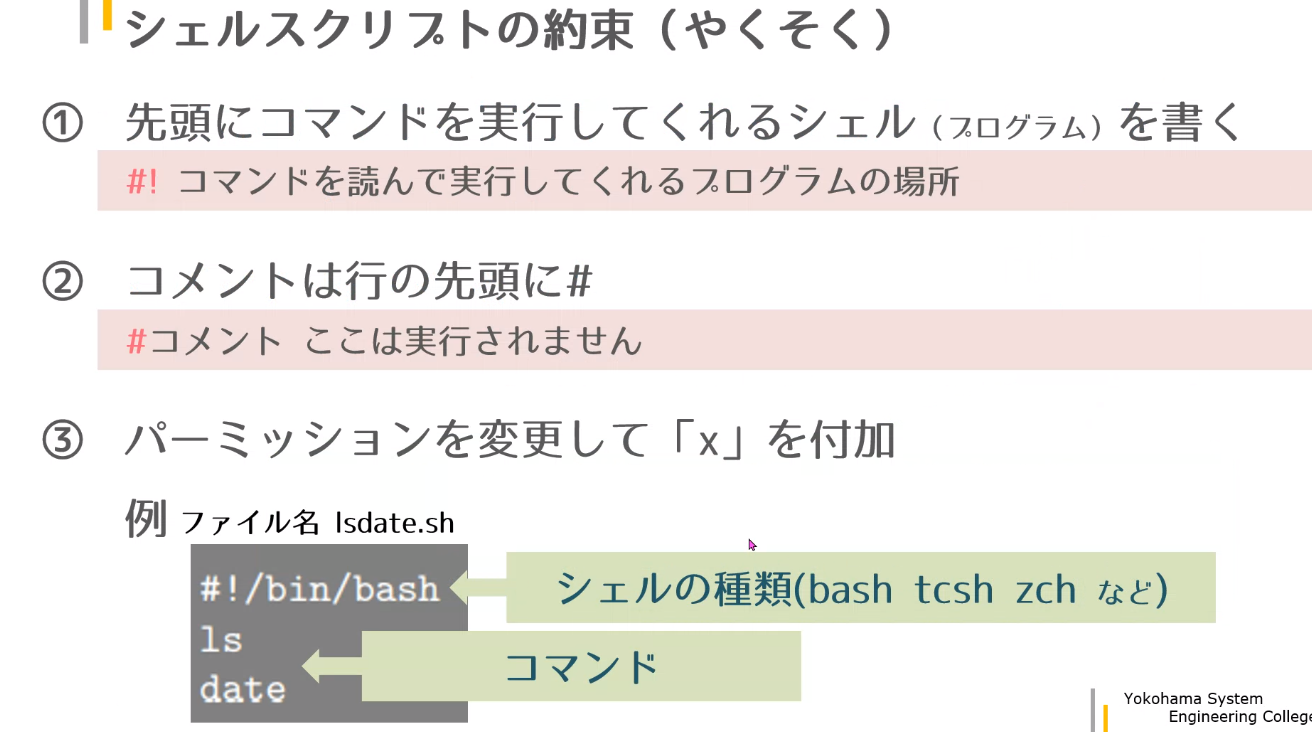 シェルスクリプトの約束（やくそく）
① 先頭にコマンドを実行してくれるシェル（プログラム）を書く
#! コマンドを読んで実行してくれるプログラムの場所
② コメントは行の先頭に#
#コメント ここは実行されません
③ パーミッションを変更して「x」を付加
例 ファイル名 lsdate.sh
#!/bin/bash
シェルの種類(bash tcsh zch など)
ls
date
コマンド
Yokohama System
Engineering College